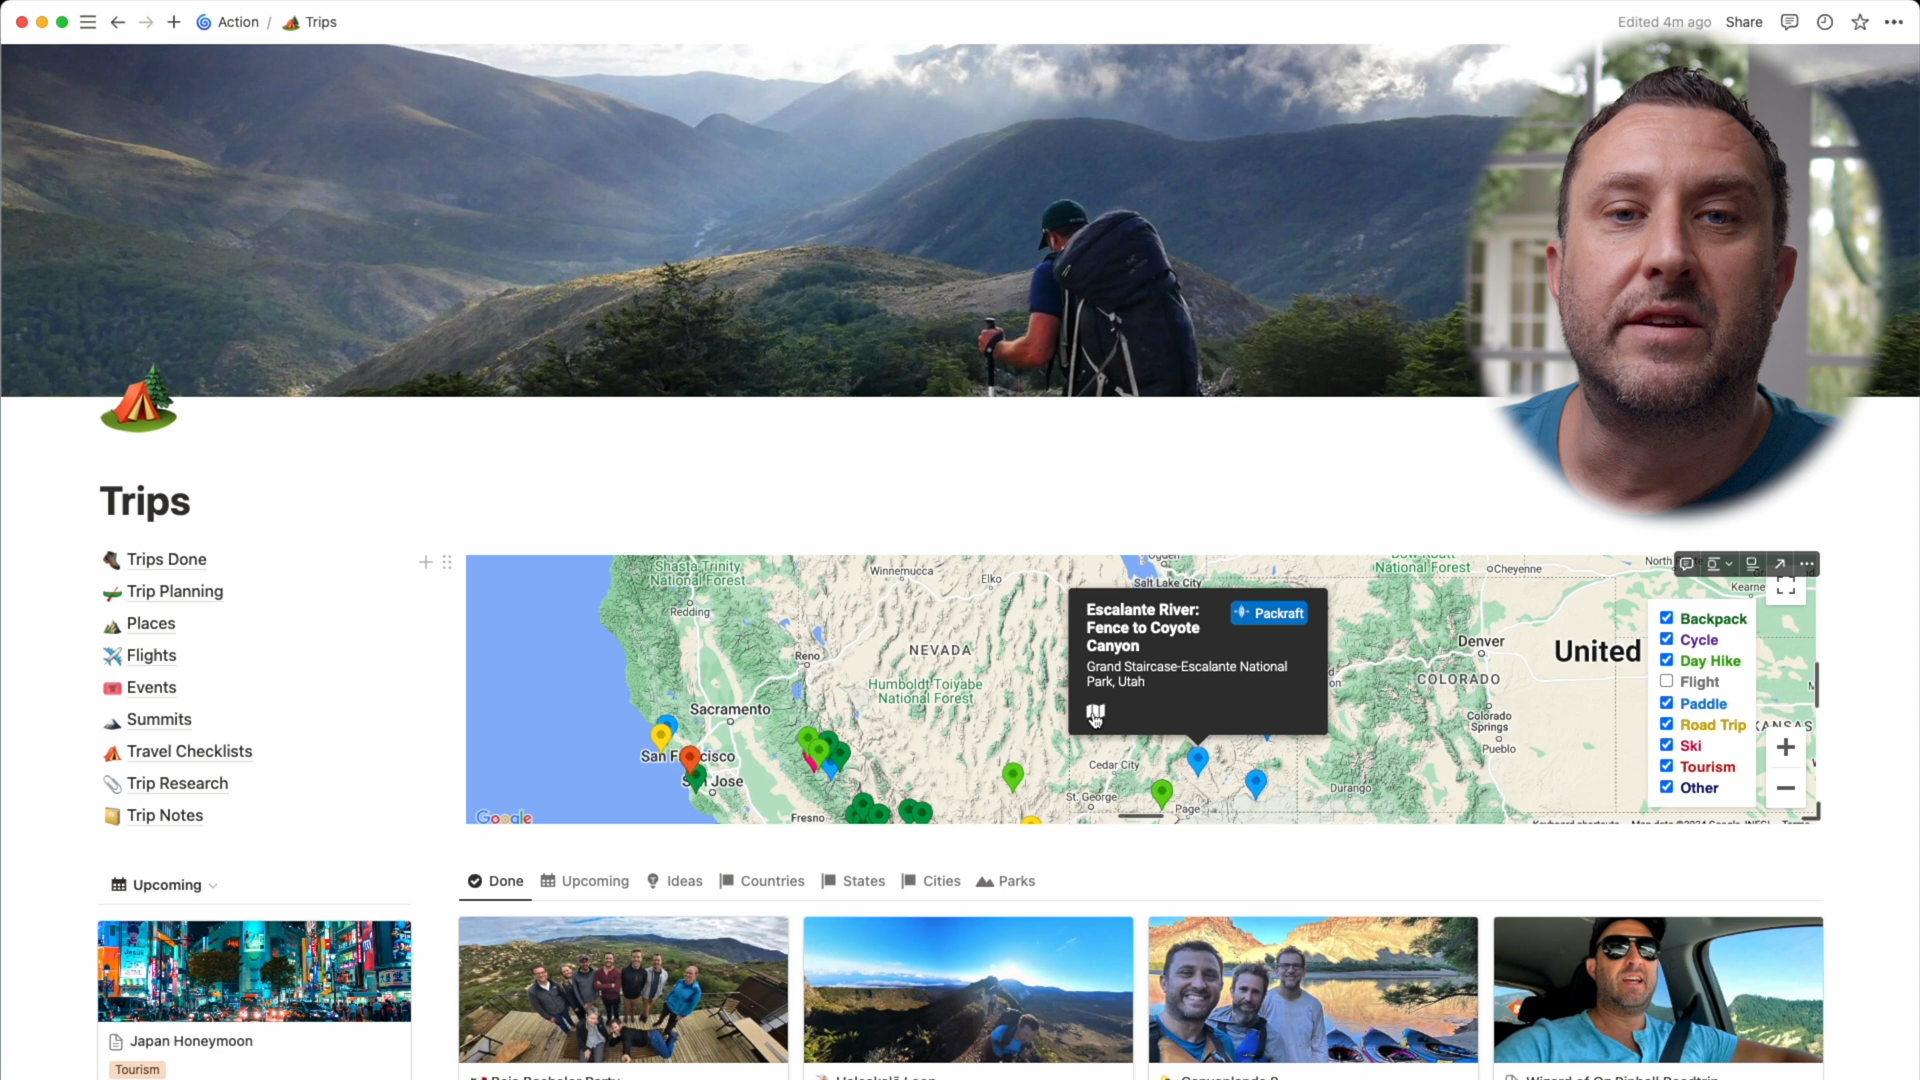 Action / Trips
Edited 4m ago Share
Trips
Trips Done
Trip Planning
Places
Flights
Events
Summits
Travel Checklists
Trip Research
Trip Notes
Shasta-Trinity
National Forest
Redding
Winnemucca
Elko
Ogden
Salt Lake City
Reno
NEVADA
Humboldt-Toiyabe
National Forest
Sacramento
San Francisco
San Jose
Fresno
Google
Escalante River:
Fence to Coyote
Canyon
Packraft
Grand Staircase-Escalante National
Park, Utah
Cedar City
St. George
Page
Durango
National Forest
Cheyenne
North
Kearne
Denver
United
COLORADO
Colorado
Springs
Pueblo
KANSAS
Backpack
Cycle
Day Hike
Flight
Paddle
Road Trip
Ski
Tourism
Other
Upcoming
Done Upcoming Ideas Countries States Cities Parks
Japan Honeymoon
Tourism